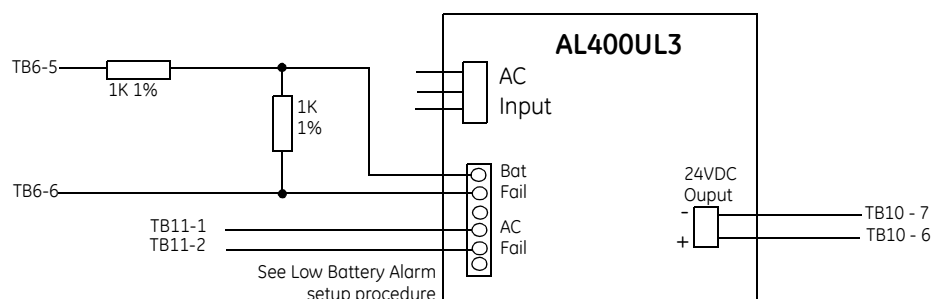 AL400UL3
TB6-5
1K 1%
1K
1%
AC
Input
TB6-6
Bat
Fail
TB11-1
TB11-2
AC
Fail
24VDC
Ouput
-
+
TB10 - 7
TB10 - 6
See Low Battery Alarm
setup procedure